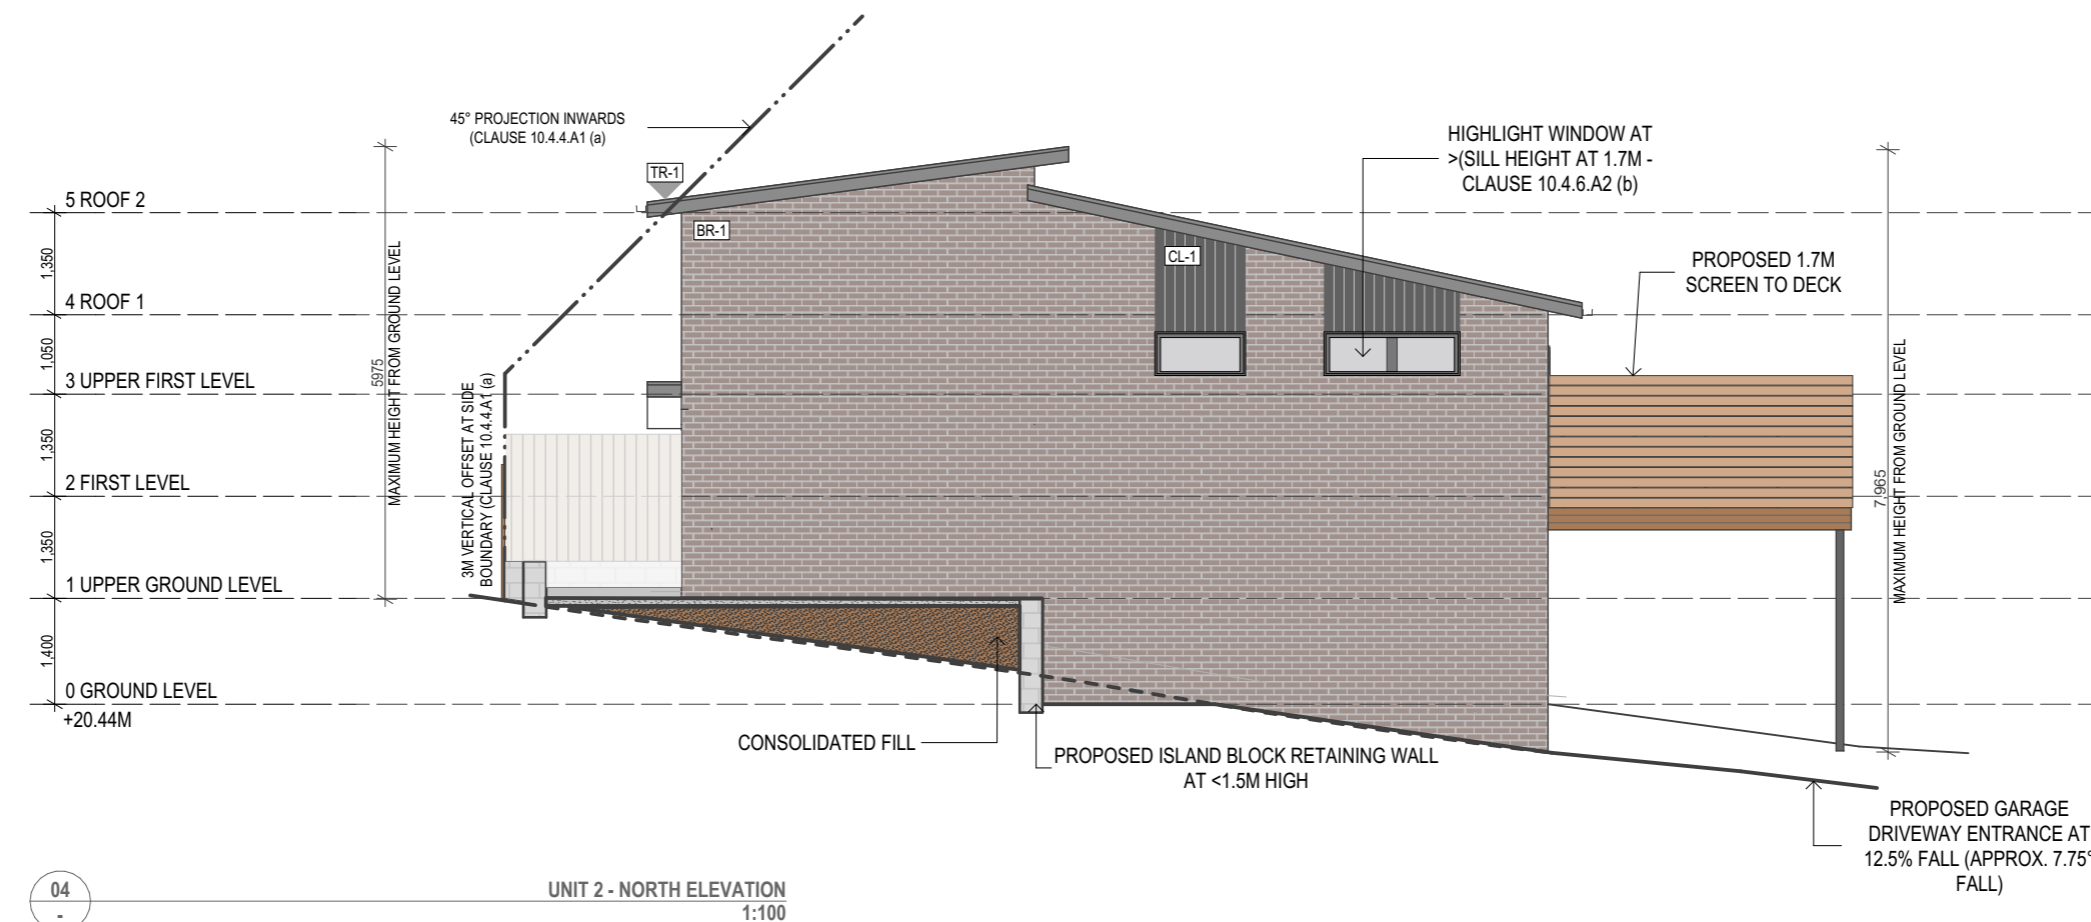 45° PROJECTION INWARDS
(CLAUSE 10.4.4.A1 (a)
TR-1
HIGHLIGHT WINDOW AT
>(SILL HEIGHT AT 1.7M -
CLAUSE 10.4.6.A2 (b)
5 ROOF 2
BR-1
CL-1
PROPOSED 1.7M
SCREEN TO DECK
1,350
4 ROOF 1
1,050
3 UPPER FIRST LEVEL
5975
MAXIMUM HEIGHT FROM GROUND LEVEL
3M VERTICAL OFFSET AT SIDE
BOUNDARY (CLAUSE 10.4.4.A1 (a)
1,350
2 FIRST LEVEL
7,965
MAXIMUM HEIGHT FROM GROUND LEVEL
1,350
1 UPPER GROUND LEVEL
1,400
0 GROUND LEVEL
+20.44M
CONSOLIDATED FILL
PROPOSED ISLAND BLOCK RETAINING WALL
AT <1.5M HIGH
PROPOSED GARAGE
DRIVEWAY ENTRANCE AT
12.5% FALL (APPROX. 7.75°
FALL)
04
-
UNIT 2 - NORTH ELEVATION
1:100